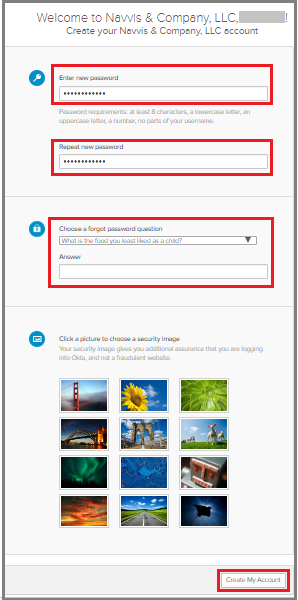 Welcome to Navvis & Company, LLC, !
Create your Navvis & Company, LLC account
Enter new password
••••••••••••
Password requirements: at least 8 characters, a lowercase letter, an
uppercase letter, a number, no parts of your username.
Repeat new password
••••••••••••
Choose a forgot password question
What is the food you least liked as a child?
Answer
Click a picture to choose a security image
Your security image gives you additional assurance that you are logging
into Okta, and not a fraudulent website.
Create My Account